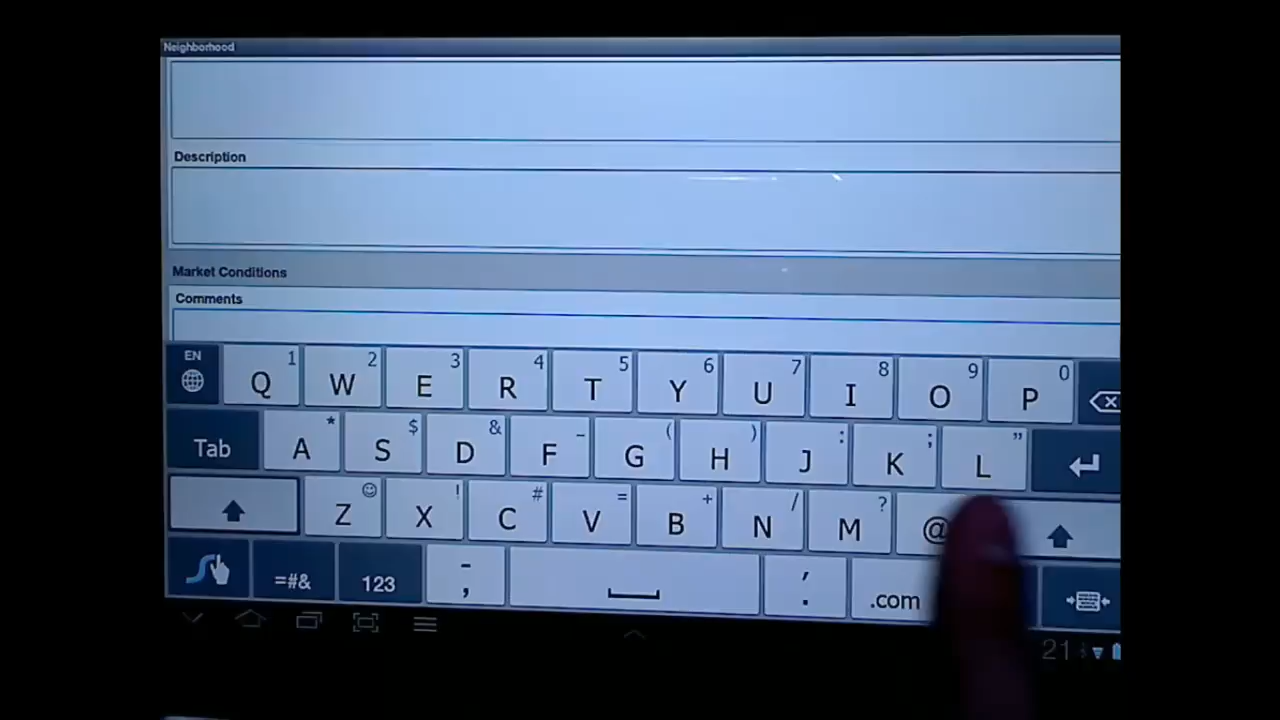 Neighborhood
Description
Market Conditions
Comments
EN Q 1 W 2 E 3 R 4 T 5 Y 6 U 7 I 8 O 9 P 0
Tab A * S $ D & F - G ( H ) J : K ; L ”
Z X ! C # V = B + N / M ? @
=#& 123 - , ' . .com
21